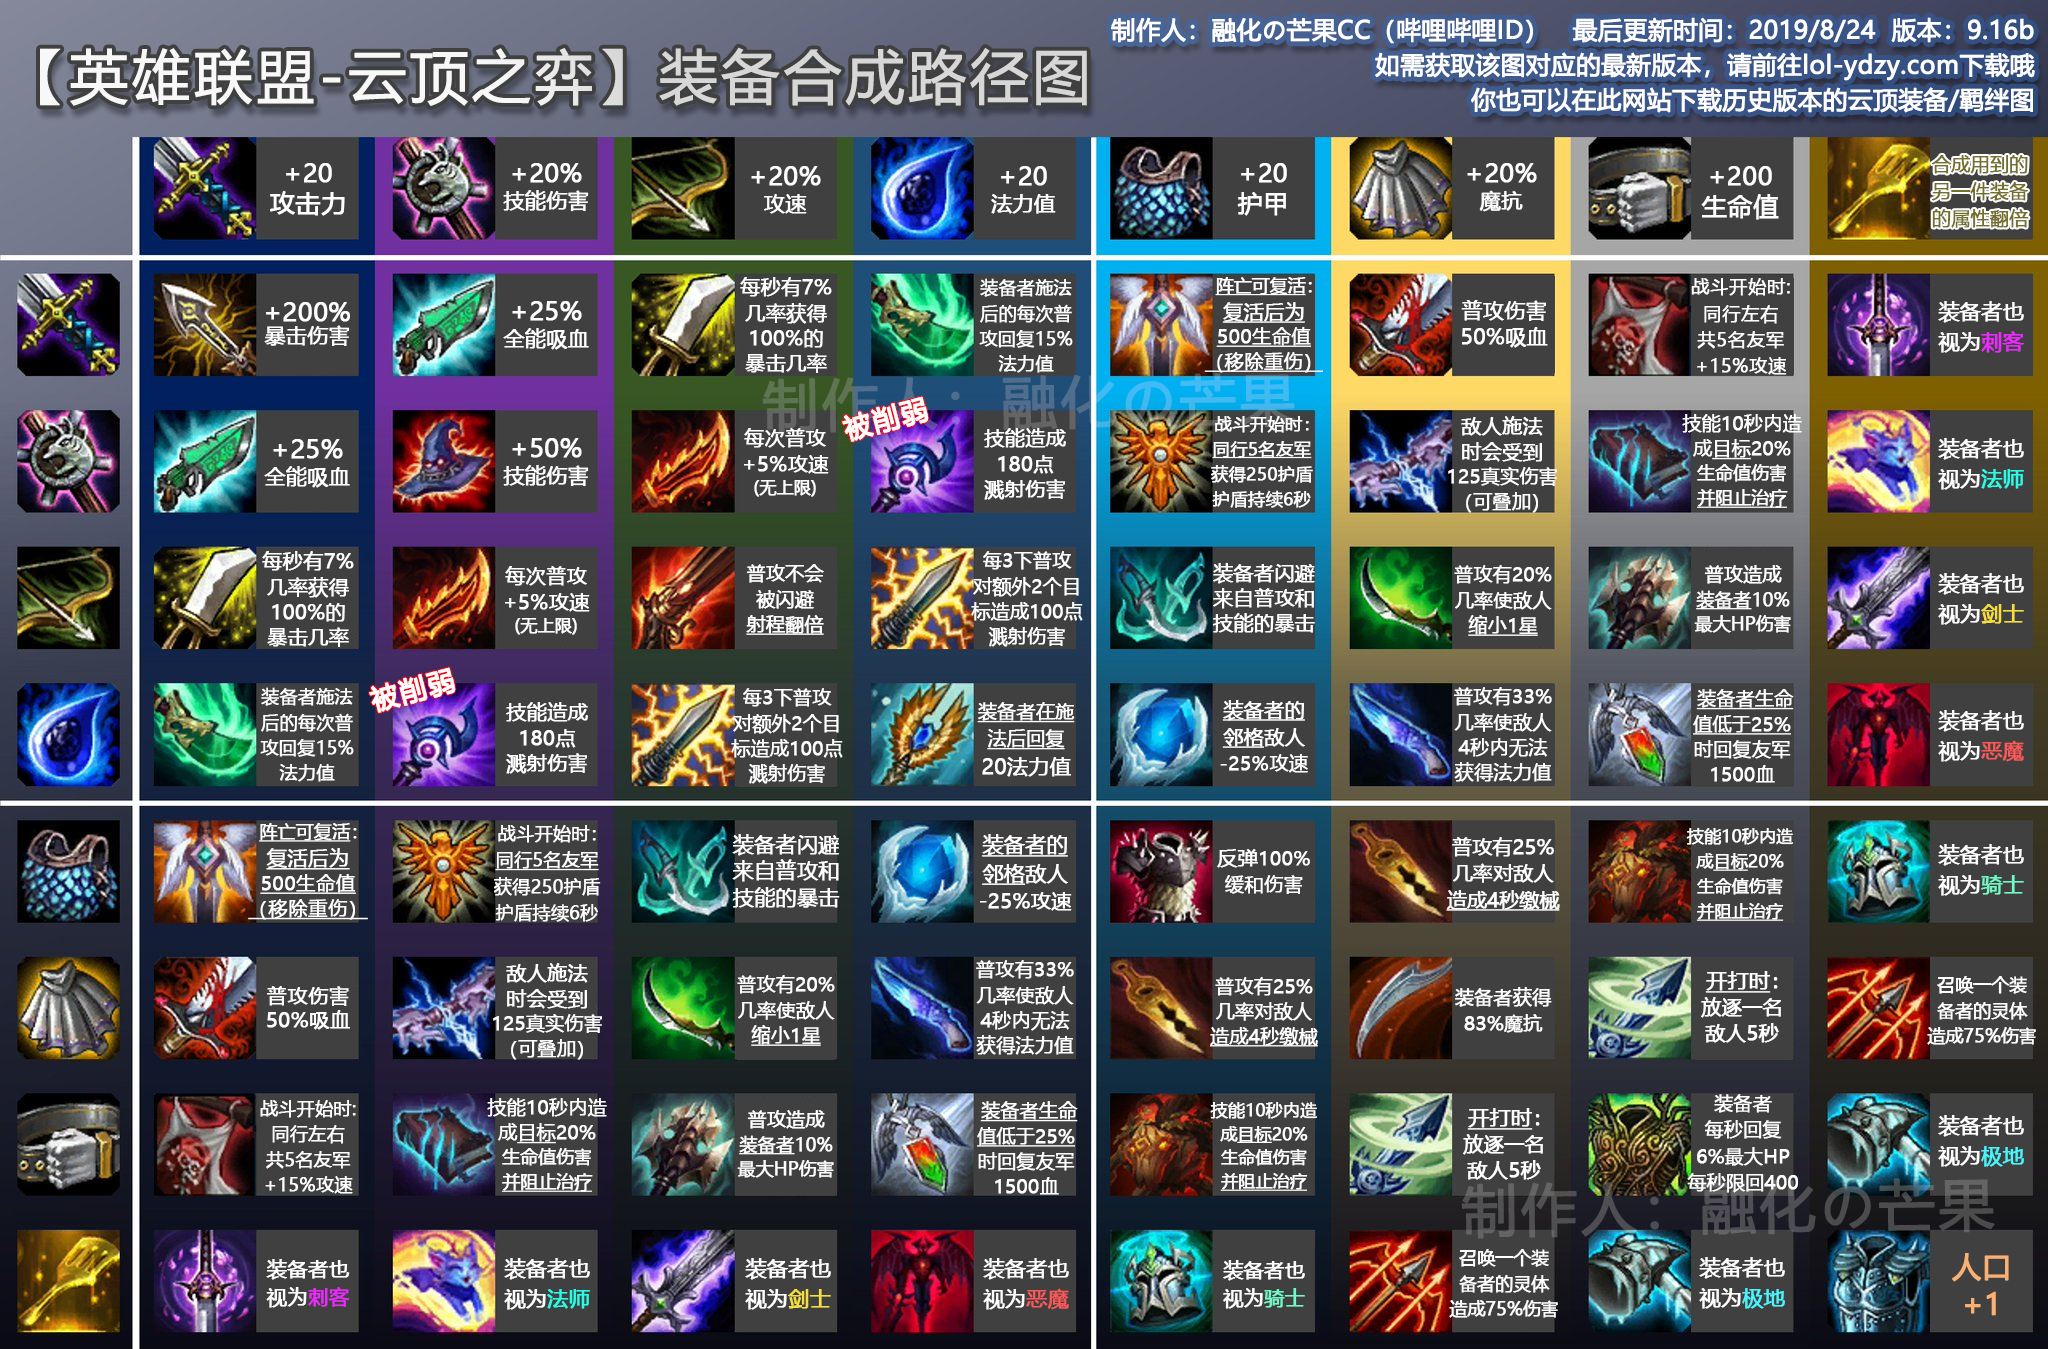 【英雄联盟-云顶之弈】装备合成路径图
制作人：融化の芒果CC（哔哩哔哩ID） 最后更新时间：2019/8/24 版本：9.16b
如需获取该图对应的最新版本，请前往lol-ydzy.com下载哦
你也可以在此网站下载历史版本的云顶装备/羁绊图
+20
攻击力
+20%
技能伤害
+20%
攻速
+20
法力值
+20
护甲
+20%
魔抗
+200
生命值
合成用到的
另一件装备
的属性翻倍
+200%
暴击伤害
+25%
全能吸血
每秒有7%
几率获得
100%的
暴击几率
装备者施法
后的每次普
攻回复15%
法力值
阵亡可复活：
复活后为
500生命值
（移除重伤）
普攻伤害
50%吸血
战斗开始时：
同行左右
共5名友军
+15%攻速
装备者也
视为刺客
制作人：融化の芒果
+25%
全能吸血
+50%
技能伤害
每次普攻
+5%攻速
(无上限)
被削弱
技能造成
180点
溅射伤害
战斗开始时：
同行5名友军
获得250护盾
护盾持续6秒
敌人施法
时会受到
125真实伤害
(可叠加)
技能10秒内造
成目标20%
生命值伤害
并阻止治疗
装备者也
视为法师
每秒有7%
几率获得
100%的
暴击几率
每次普攻
+5%攻速
(无上限)
普攻不会
被闪避
射程翻倍
每3下普攻
对额外2个目
标造成100点
溅射伤害
装备者闪避
来自普攻和
技能的暴击
普攻有20%
几率使敌人
缩小1星
普攻造成
装备者10%
最大HP伤害
装备者也
视为剑士
装备者施法
后的每次普
攻回复15%
法力值
被削弱
技能造成
180点
溅射伤害
每3下普攻
对额外2个目
标造成100点
溅射伤害
装备者在施
法后回复
20法力值
装备者的
邻格敌人
-25%攻速
普攻有33%
几率使敌人
4秒内无法
获得法力值
装备者生命
值低于25%
时回复友军
1500血
装备者也
视为恶魔
阵亡可复活：
复活后为
500生命值
（移除重伤）
战斗开始时：
同行5名友军
获得250护盾
护盾持续6秒
装备者闪避
来自普攻和
技能的暴击
装备者的
邻格敌人
-25%攻速
反弹100%
缓和伤害
普攻有25%
几率对敌人
造成4秒缴械
技能10秒内造
成目标20%
生命值伤害
并阻止治疗
装备者也
视为骑士
普攻伤害
50%吸血
敌人施法
时会受到
125真实伤害
(可叠加)
普攻有20%
几率使敌人
缩小1星
普攻有33%
几率使敌人
4秒内无法
获得法力值
普攻有25%
几率对敌人
造成4秒缴械
装备者获得
83%魔抗
开打时：
放逐一名
敌人5秒
召唤一个装
备者的灵体
造成75%伤害
战斗开始时：
同行左右
共5名友军
+15%攻速
技能10秒内造
成目标20%
生命值伤害
并阻止治疗
普攻造成
装备者10%
最大HP伤害
装备者生命
值低于25%
时回复友军
1500血
技能10秒内造
成目标20%
生命值伤害
并阻止治疗
开打时：
放逐一名
敌人5秒
装备者
每秒回复
6%最大HP
每秒限回400
装备者也
视为极地
制作人：融化の芒果
装备者也
视为刺客
装备者也
视为法师
装备者也
视为剑士
装备者也
视为恶魔
装备者也
视为骑士
召唤一个装
备者的灵体
造成75%伤害
装备者也
视为极地
人口
+1